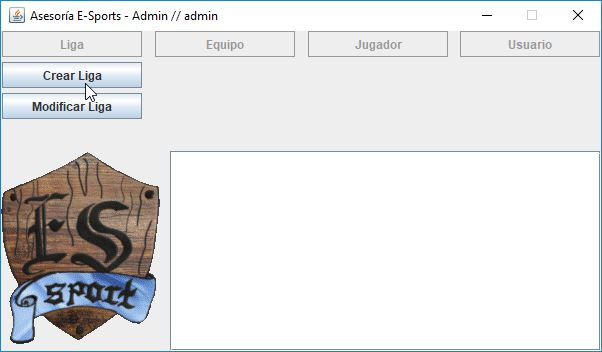 Asesoría E-Sports - Admin // admin
Liga Equipo Jugador Usuario
Crear Liga
Modificar Liga
ES
sport